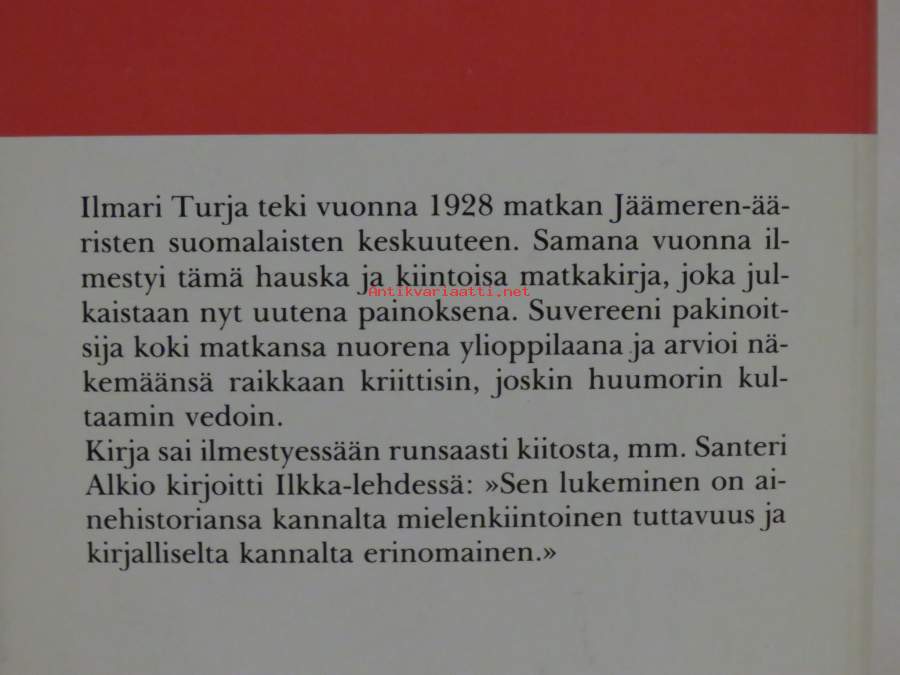 Ilmari Turja teki vuonna 1928 matkan Jäämeren-ää-
risten suomalaisten keskuuteen. Samana vuonna il-
mestyi tämä hauska ja kiintoisa matkakirja, joka jul-
Antikvariaatti.net
kaistaan nyt uutena painoksena. Suvereeni pakinoit-
sija koki matkansa nuorena ylioppilaana ja arvioi nä-
kemäänsä raikkaan kriittisin, joskin huumorin kul-
taamin vedoin.
Kirja sai ilmestyessään runsaasti kiitosta, mm. Santeri
Alkio kirjoitti Ilkka-lehdessä: »Sen lukeminen on ai-
nehistoriansa kannalta mielenkiintoinen tuttavuus ja
kirjalliselta kannalta erinomainen.»